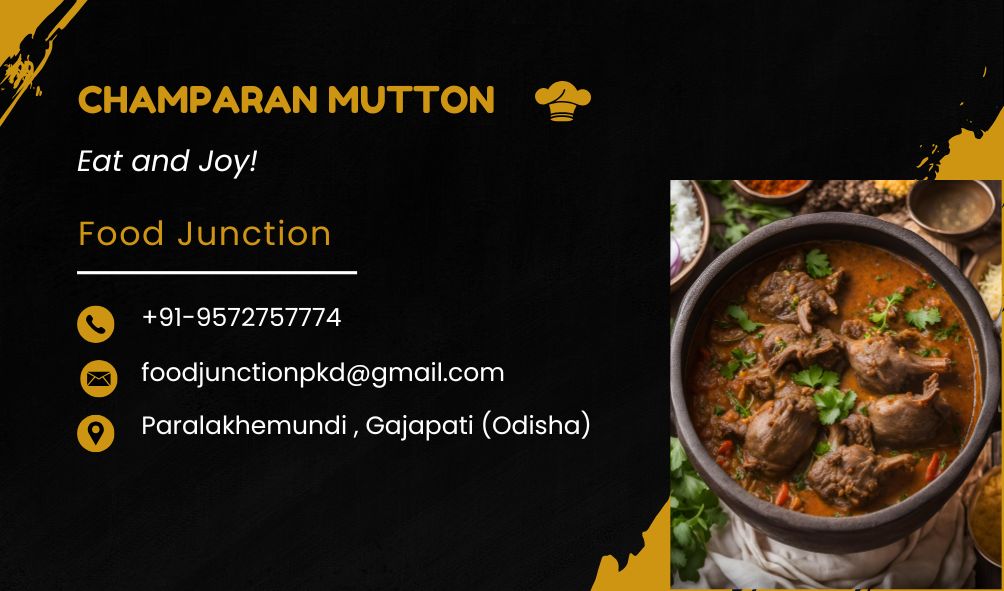 CHAMPARAN MUTTON
Eat and Joy!
Food Junction
+91-9572757774
foodjunctionpkd@gmail.com
Paralakhemundi , Gajapati (Odisha)